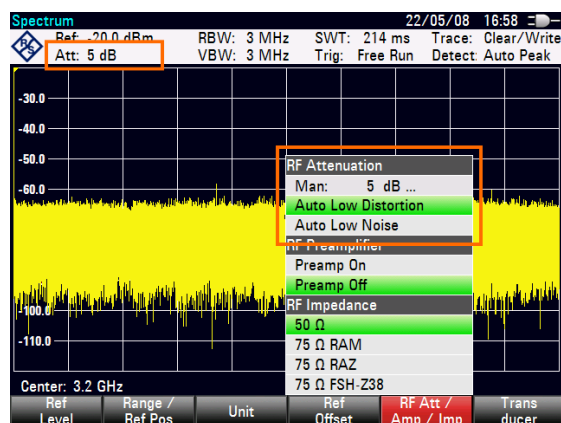 Spectrum 22/05/08 16:58
Ref: -20.0 dBm RBW: 3 MHz SWT: 214 ms Trace: Clear/Write
Att: 5 dB VBW: 3 MHz Trig: Free Run Detect: Auto Peak
-30.0
-40.0
-50.0
-60.0
-100.0
-110.0
RF Attenuation
Man: 5 dB ...
Auto Low Distortion
Auto Low Noise
RF Preamplifier
Preamp On
Preamp Off
RF Impedance
50 Ω
75 Ω RAM
75 Ω RAZ
75 Ω FSH-Z38
Center: 3.2 GHz
Ref Level
Range / Ref Pos
Unit
Ref Offset
RF Att / Amp / Imp
Trans ducer